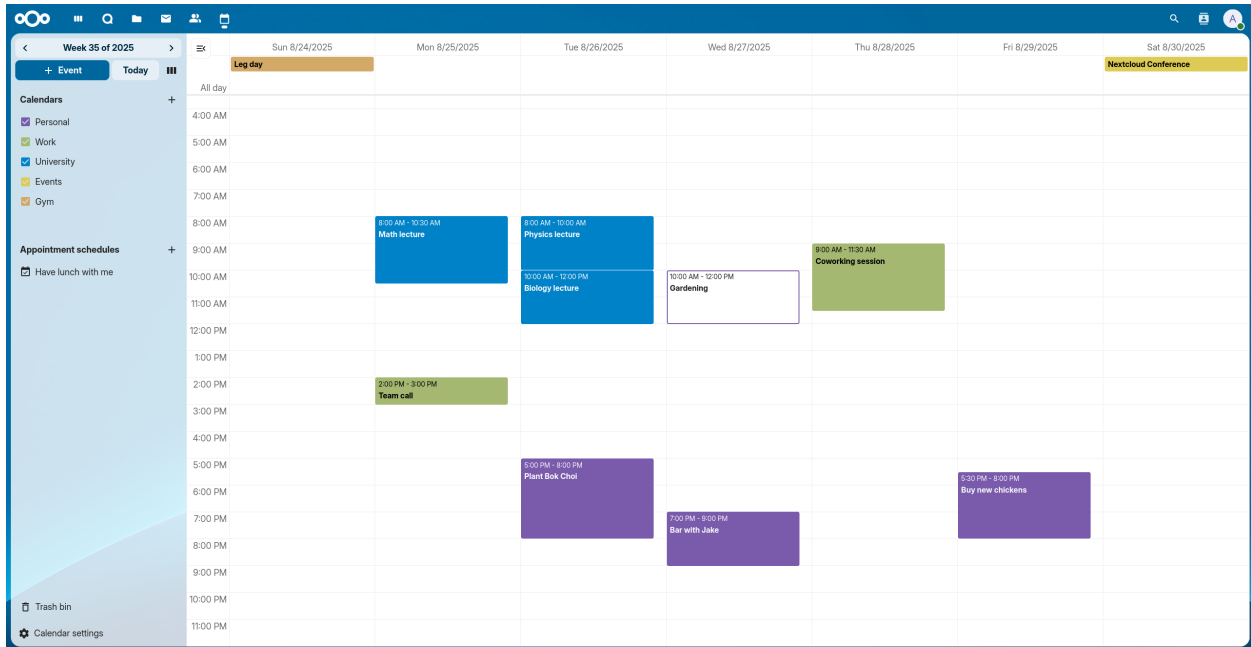 Week 35 of 2025
+ Event
Today
Calendars
Personal
Work
University
Events
Gym
Appointment schedules
Have lunch with me
Trash bin
Calendar settings
A
Sun 8/24/2025
Mon 8/25/2025
Tue 8/26/2025
Wed 8/27/2025
Thu 8/28/2025
Fri 8/29/2025
Sat 8/30/2025
Leg day
Nextcloud Conference
All day
4:00 AM
5:00 AM
6:00 AM
7:00 AM
8:00 AM
8:00 AM - 10:30 AM
Math lecture
8:00 AM - 10:00 AM
Physics lecture
9:00 AM
9:00 AM - 11:30 AM
Coworking session
10:00 AM
10:00 AM - 12:00 PM
Biology lecture
10:00 AM - 12:00 PM
Gardening
11:00 AM
12:00 PM
1:00 PM
2:00 PM
2:00 PM - 3:00 PM
Team call
3:00 PM
4:00 PM
5:00 PM
5:00 PM - 8:00 PM
Plant Bok Choi
5:30 PM - 8:00 PM
Buy new chickens
6:00 PM
7:00 PM
7:00 PM - 9:00 PM
Bar with Jake
8:00 PM
9:00 PM
10:00 PM
11:00 PM